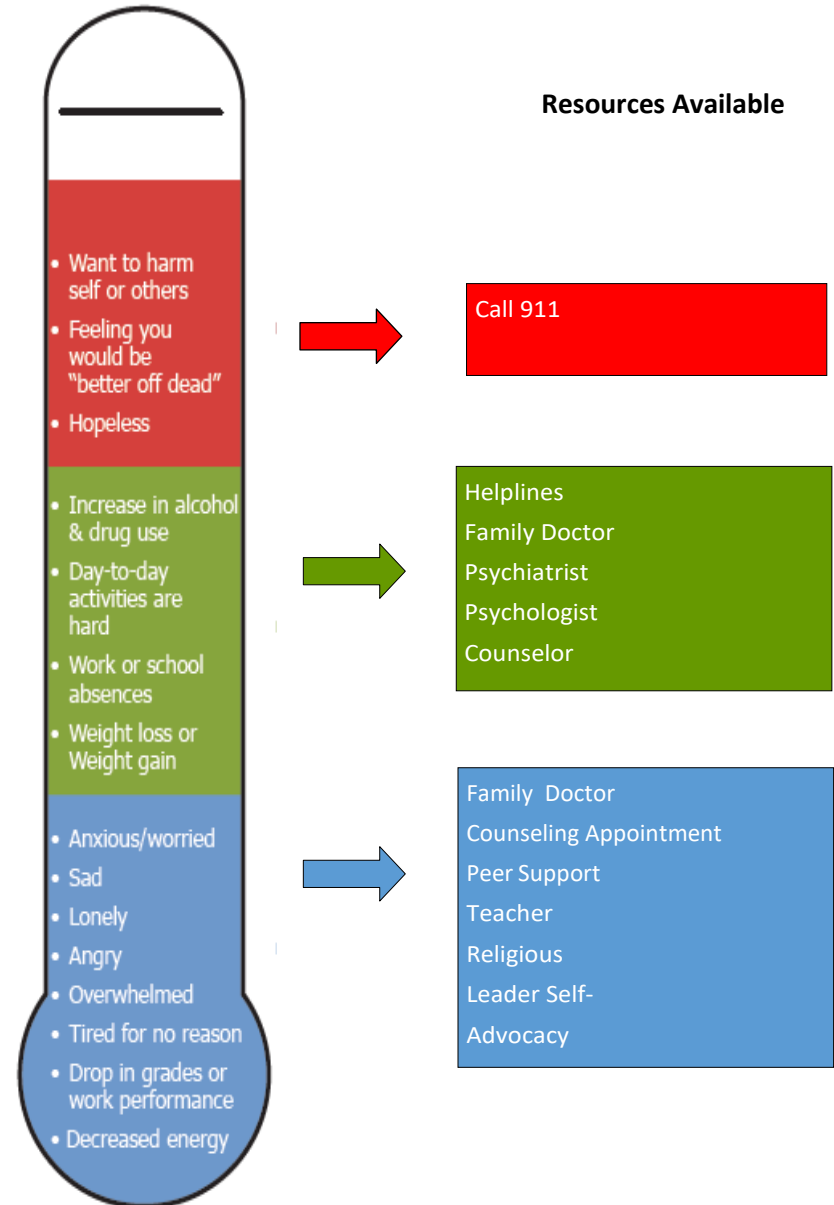 Resources Available
• Want to harm
self or others
• Feeling you
would be
"better off dead"
• Hopeless
Call 911
• Increase in alcohol
& drug use
• Day-to-day
activities are
hard
• Work or school
absences
• Weight loss or
Weight gain
Helplines
Family Doctor
Psychiatrist
Psychologist
Counselor
• Anxious/worried
• Sad
• Lonely
• Angry
• Overwhelmed
• Tired for no reason
• Drop in grades or
work performance
• Decreased energy
Family Doctor
Counseling Appointment
Peer Support
Teacher
Religious
Leader Self-
Advocacy